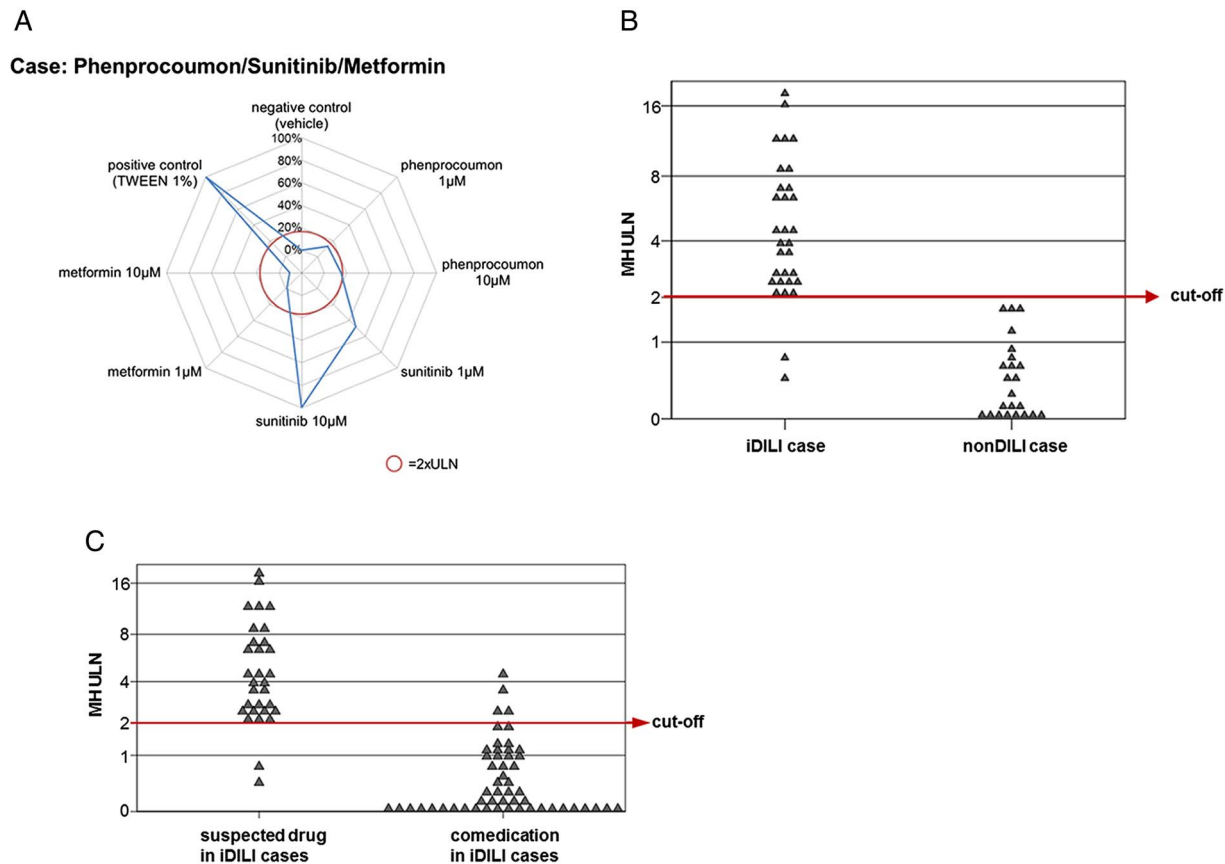 A
Case: Phenprocoumon/Sunitinib/Metformin
negative control
(vehicle)
100%
80%
60%
40%
20%
0%
phenprocoumon
1µM
phenprocoumon
10µM
sunitinib 1µM
sunitinib 10µM
metformin 1µM
metformin 10µM
positive control
(TWEEN 1%)
=2xULN
B
MH ULN
16
8
4
2
1
0
cut-off
iDILI case
nonDILI case
C
MH ULN
16
8
4
2
1
0
cut-off
suspected drug
in iDILI cases
comedication
in iDILI cases